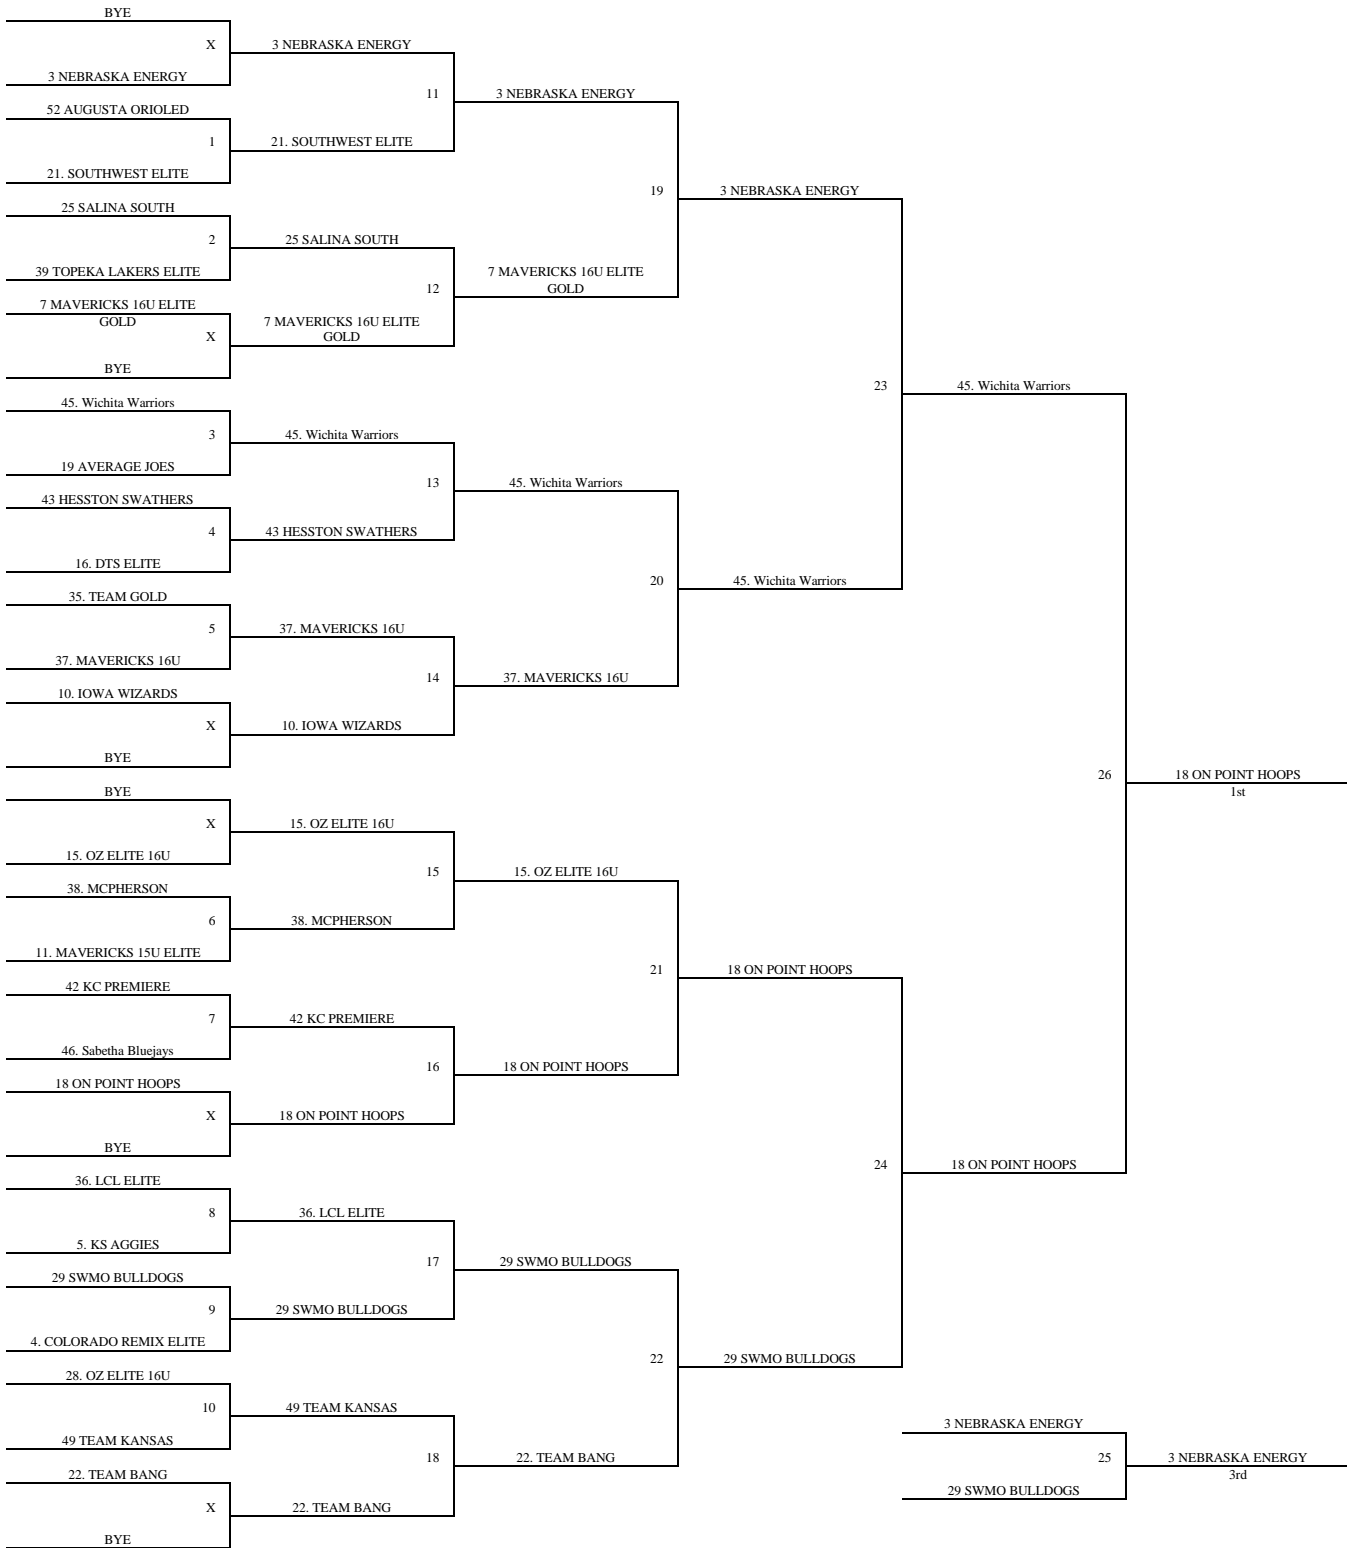 BYE
X
3 NEBRASKA ENERGY
3 NEBRASKA ENERGY
52 AUGUSTA ORIOLED
11
3 NEBRASKA ENERGY
1
21. SOUTHWEST ELITE
21. SOUTHWEST ELITE
19
3 NEBRASKA ENERGY
25 SALINA SOUTH
2
25 SALINA SOUTH
39 TOPEKA LAKERS ELITE
12
7 MAVERICKS 16U ELITE
GOLD
7 MAVERICKS 16U ELITE
GOLD
X
7 MAVERICKS 16U ELITE
GOLD
BYE
23
45. Wichita Warriors
45. Wichita Warriors
3
45. Wichita Warriors
19 AVERAGE JOES
13
45. Wichita Warriors
43 HESSTON SWATHERS
4
43 HESSTON SWATHERS
16. DTS ELITE
20
45. Wichita Warriors
35. TEAM GOLD
5
37. MAVERICKS 16U
37. MAVERICKS 16U
14
37. MAVERICKS 16U
10. IOWA WIZARDS
X
10. IOWA WIZARDS
BYE
26
18 ON POINT HOOPS
1st
BYE
X
15. OZ ELITE 16U
15. OZ ELITE 16U
15
15. OZ ELITE 16U
38. MCPHERSON
6
38. MCPHERSON
11. MAVERICKS 15U ELITE
21
18 ON POINT HOOPS
42 KC PREMIERE
7
42 KC PREMIERE
46. Sabetha Bluejays
16
18 ON POINT HOOPS
18 ON POINT HOOPS
X
18 ON POINT HOOPS
BYE
24
18 ON POINT HOOPS
36. LCL ELITE
8
36. LCL ELITE
5. KS AGGIES
17
29 SWMO BULLDOGS
29 SWMO BULLDOGS
9
29 SWMO BULLDOGS
4. COLORADO REMIX ELITE
22
29 SWMO BULLDOGS
28. OZ ELITE 16U
10
49 TEAM KANSAS
49 TEAM KANSAS
18
22. TEAM BANG
22. TEAM BANG
X
22. TEAM BANG
BYE
3 NEBRASKA ENERGY
25
3 NEBRASKA ENERGY
3rd
29 SWMO BULLDOGS